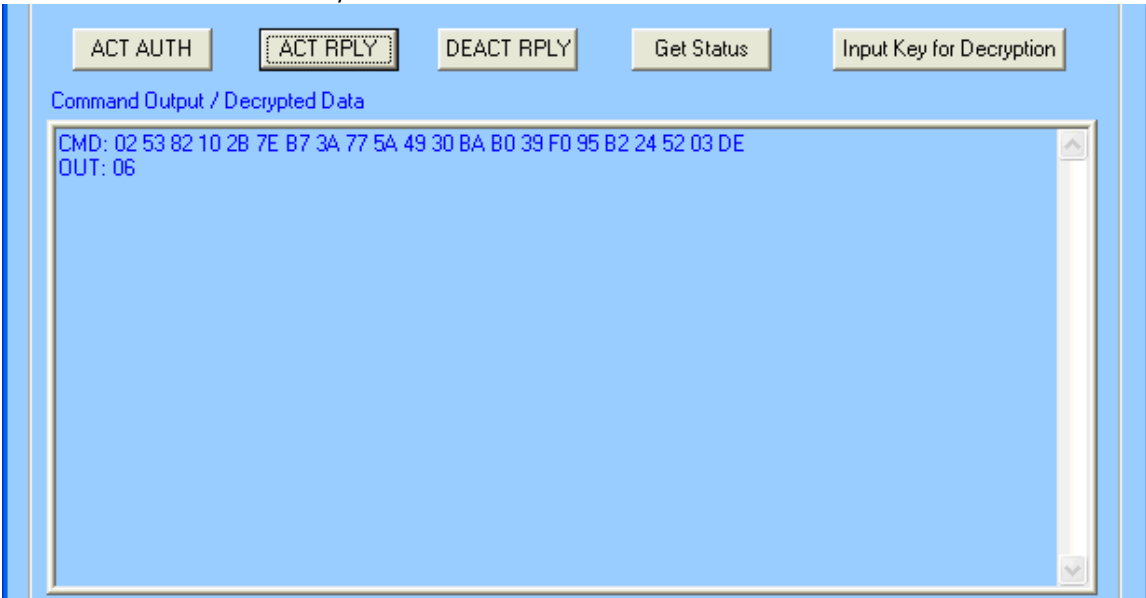 ACT AUTH ACT RPLY DEACT RPLY Get Status Input Key for Decryption
Command Output / Decrypted Data
CMD: 02 53 82 10 2B 7E B7 3A 77 5A 49 30 BA B0 39 F0 95 B2 24 52 03 DE
OUT: 06